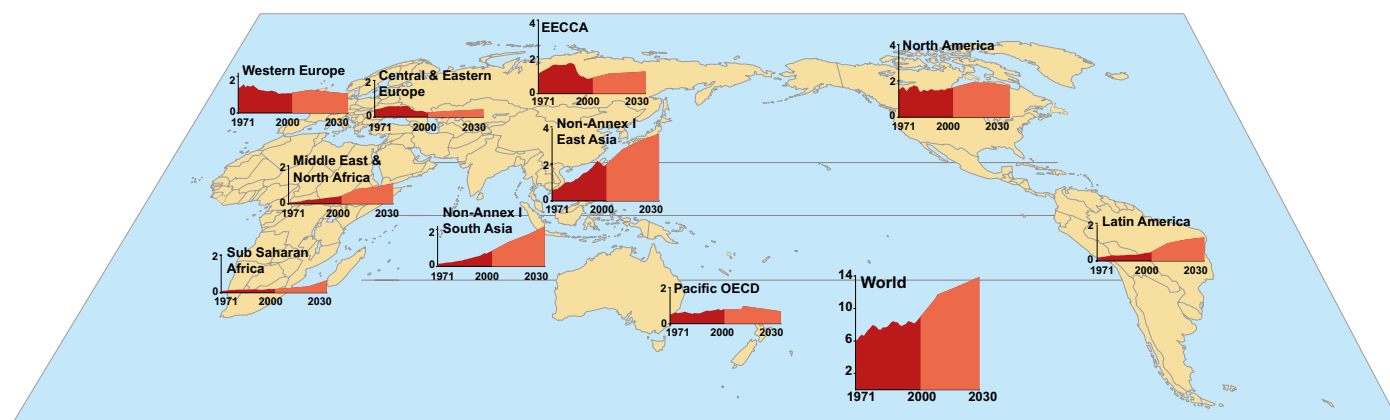 4
EECCA
2
0
1971 2000 2030
4
North America
2
0
1971 2000 2030
Western Europe
2
0
1971 2000 2030
Central & Eastern
Europe
2
0
1971 2000 2030
4
Non-Annex I
East Asia
2
0
1971 2000 2030
Middle East &
North Africa
2
0
1971 2000 2030
Non-Annex I
South Asia
2
0
1971 2000 2030
Latin America
2
0
1971 2000 2030
Sub Saharan
Africa
2
0
1971 2000 2030
Pacific OECD
2
0
1971 2000 2030
14
World
10
6
2
1971 2000 2030